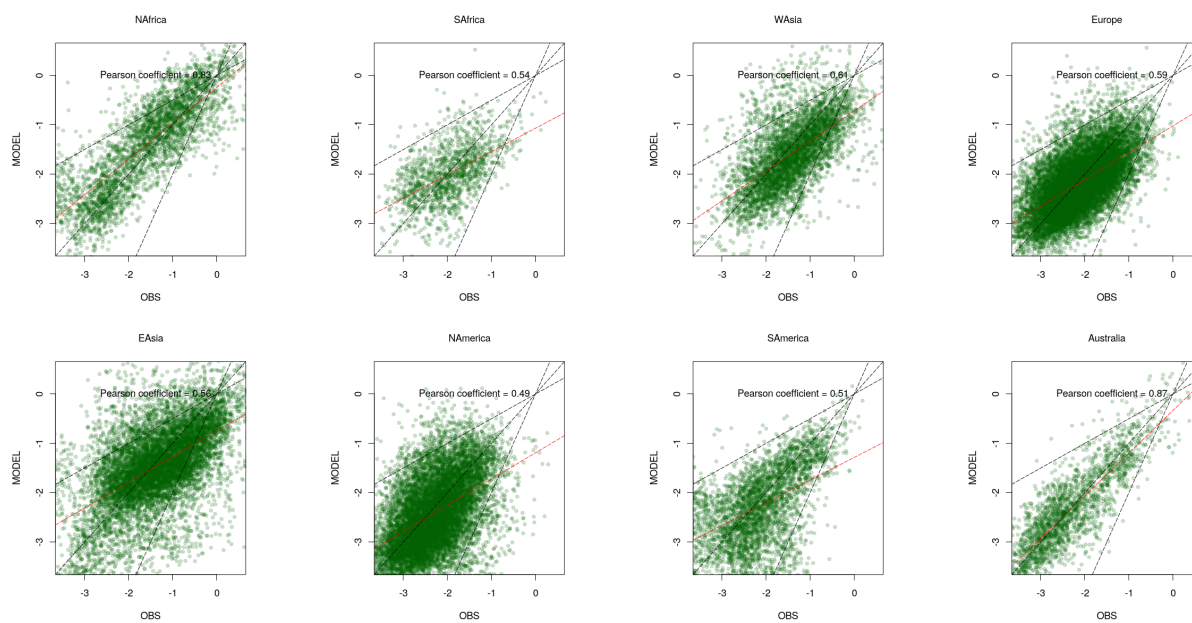 NAfrica SAfrica WAsia Europe
Pearson coefficient = 0.83 Pearson coefficient = 0.54 Pearson coefficient = 0.61 Pearson coefficient = 0.59
MODEL MODEL MODEL MODEL
0 -1 -2 -3 0 -1 -2 -3 0 -1 -2 -3 0 -1 -2 -3
-3 -2 -1 0 -3 -2 -1 0 -3 -2 -1 0 -3 -2 -1 0
OBS OBS OBS OBS
EAsia NAmerica SAmerica Australia
Pearson coefficient = 0.56 Pearson coefficient = 0.49 Pearson coefficient = 0.51 Pearson coefficient = 0.87
MODEL MODEL MODEL MODEL
0 -1 -2 -3 0 -1 -2 -3 0 -1 -2 -3 0 -1 -2 -3
-3 -2 -1 0 -3 -2 -1 0 -3 -2 -1 0 -3 -2 -1 0
OBS OBS OBS OBS